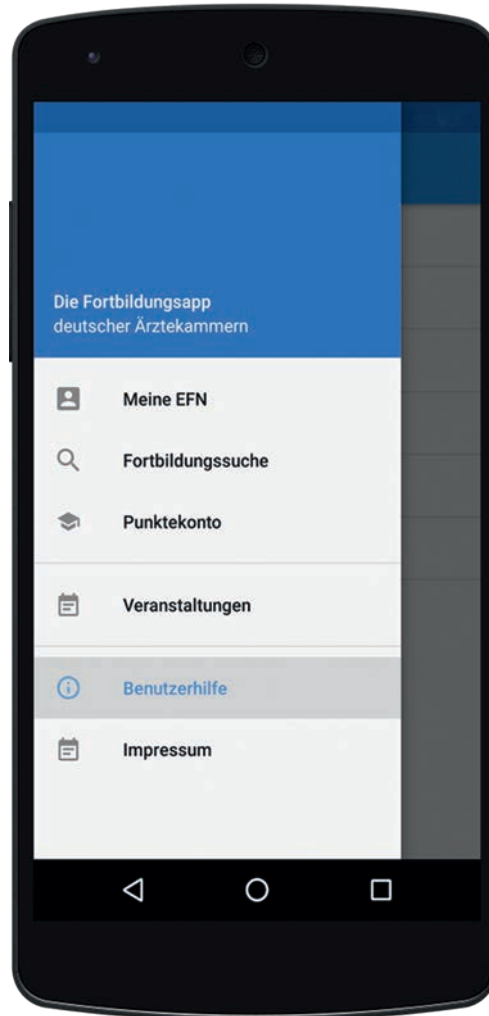 Die Fortbildungsapp
deutscher Ärztekammern
Meine EFN
Fortbildungssuche
Punktekonto
Veranstaltungen
Benutzerhilfe
Impressum